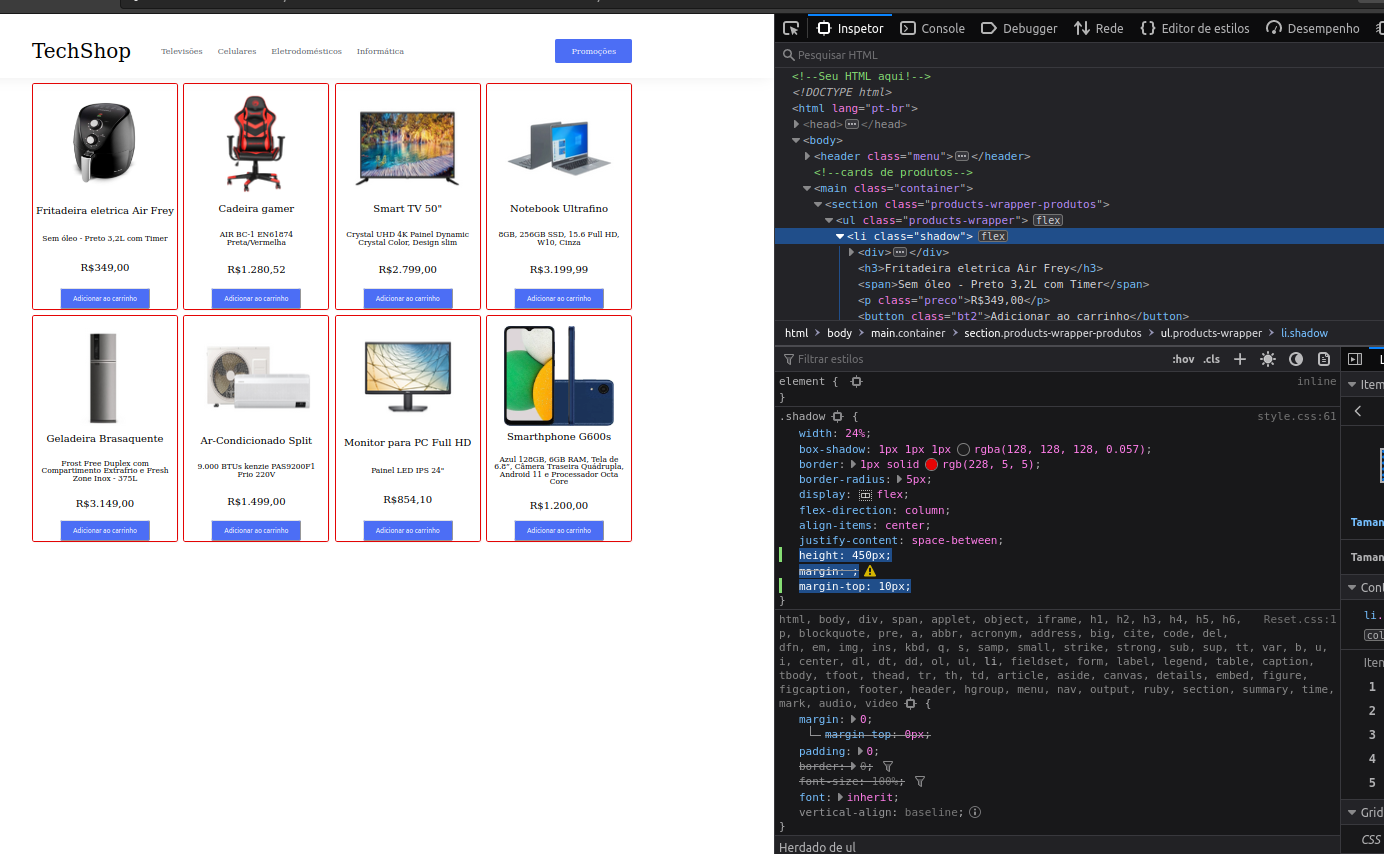 TechShop
Televisões
Celulares
Eletrodomésticos
Informática
Promoções
Fritadeira eletrica Air Frey
Sem óleo - Preto 3,2L com Timer
R$349,00
Adicionar ao carrinho
Cadeira gamer
AIR BC-1 EN61874
Preta/Vermelha
R$1.280,52
Adicionar ao carrinho
Smart TV 50"
Crystal UHD 4K Painel Dynamic
Crystal Color, Design slim
R$2.799,00
Adicionar ao carrinho
Notebook Ultrafino
8GB, 256GB SSD, 15.6 Full HD,
W10, Cinza
R$3.199,99
Adicionar ao carrinho
Geladeira Brasaquente
Frost Free Duplex com
Compartimento Extrafrio e Fresh
Zone Inox - 375L
R$3.149,00
Adicionar ao carrinho
Ar-Condicionado Split
9.000 BTUs kenzie PAS9200F1
Frio 220V
R$1.499,00
Adicionar ao carrinho
Monitor para PC Full HD
Painel LED IPS 24"
R$854,10
Adicionar ao carrinho
Smarthphone G600s
Azul 128GB, 6GB RAM, Tela de
6.8", Câmera Traseira Quádrupla,
Android 11 e Processador Octa
Core
R$1.200,00
Adicionar ao carrinho
Inspetor
Console
Debugger
Rede
{ } Editor de estilos
Desempenho
Pesquisar HTML
<!--Seu HTML aqui!-->
<!DOCTYPE html>
<html lang="pt-br">
<head> ••• </head>
<body>
<header class="menu"> ••• </header>
<!--cards de produtos-->
<main class="container">
<section class="products-wrapper-produtos">
<ul class="products-wrapper"> flex
<li class="shadow"> flex
<div> ••• </div>
<h3>Fritadeira eletrica Air Frey</h3>
<span>Sem óleo - Preto 3,2L com Timer</span>
<p class="preco">R$349,00</p>
<button class="bt2">Adicionar ao carrinho</button>
html > body > main.container > section.products-wrapper-produtos > ul.products-wrapper > li.shadow
Filtrar estilos
:hov .cls +
element { inline
}
.shadow { style.css:61
width: 24%;
box-shadow: 1px 1px 1px rgba(128, 128, 128, 0.057);
border: 1px solid rgb(228, 5, 5);
border-radius: 5px;
display: flex;
flex-direction: column;
align-items: center;
justify-content: space-between;
height: 450px;
margin: ;
margin-top: 10px;
}
html, body, div, span, applet, object, iframe, h1, h2, h3, h4, h5, h6, Reset.css:1
p, blockquote, pre, a, abbr, acronym, address, big, cite, code, del,
dfn, em, img, ins, kbd, q, s, samp, small, strike, strong, sub, sup, tt, var, b, u,
i, center, dl, dt, dd, ol, ul, li, fieldset, form, label, legend, table, caption,
tbody, tfoot, thead, tr, th, td, article, aside, canvas, details, embed, figure,
figcaption, footer, header, hgroup, menu, nav, output, ruby, section, summary, time,
mark, audio, video {
margin: 0;
margin-top: 0px;
padding: 0;
border: 0;
font-size: 100%;
font: inherit;
vertical-align: baseline;
}
Herdado de ul
L
Item
Taman
Taman
Cont
li.
col
Iten
1
2
3
4
5
Grid
CSS